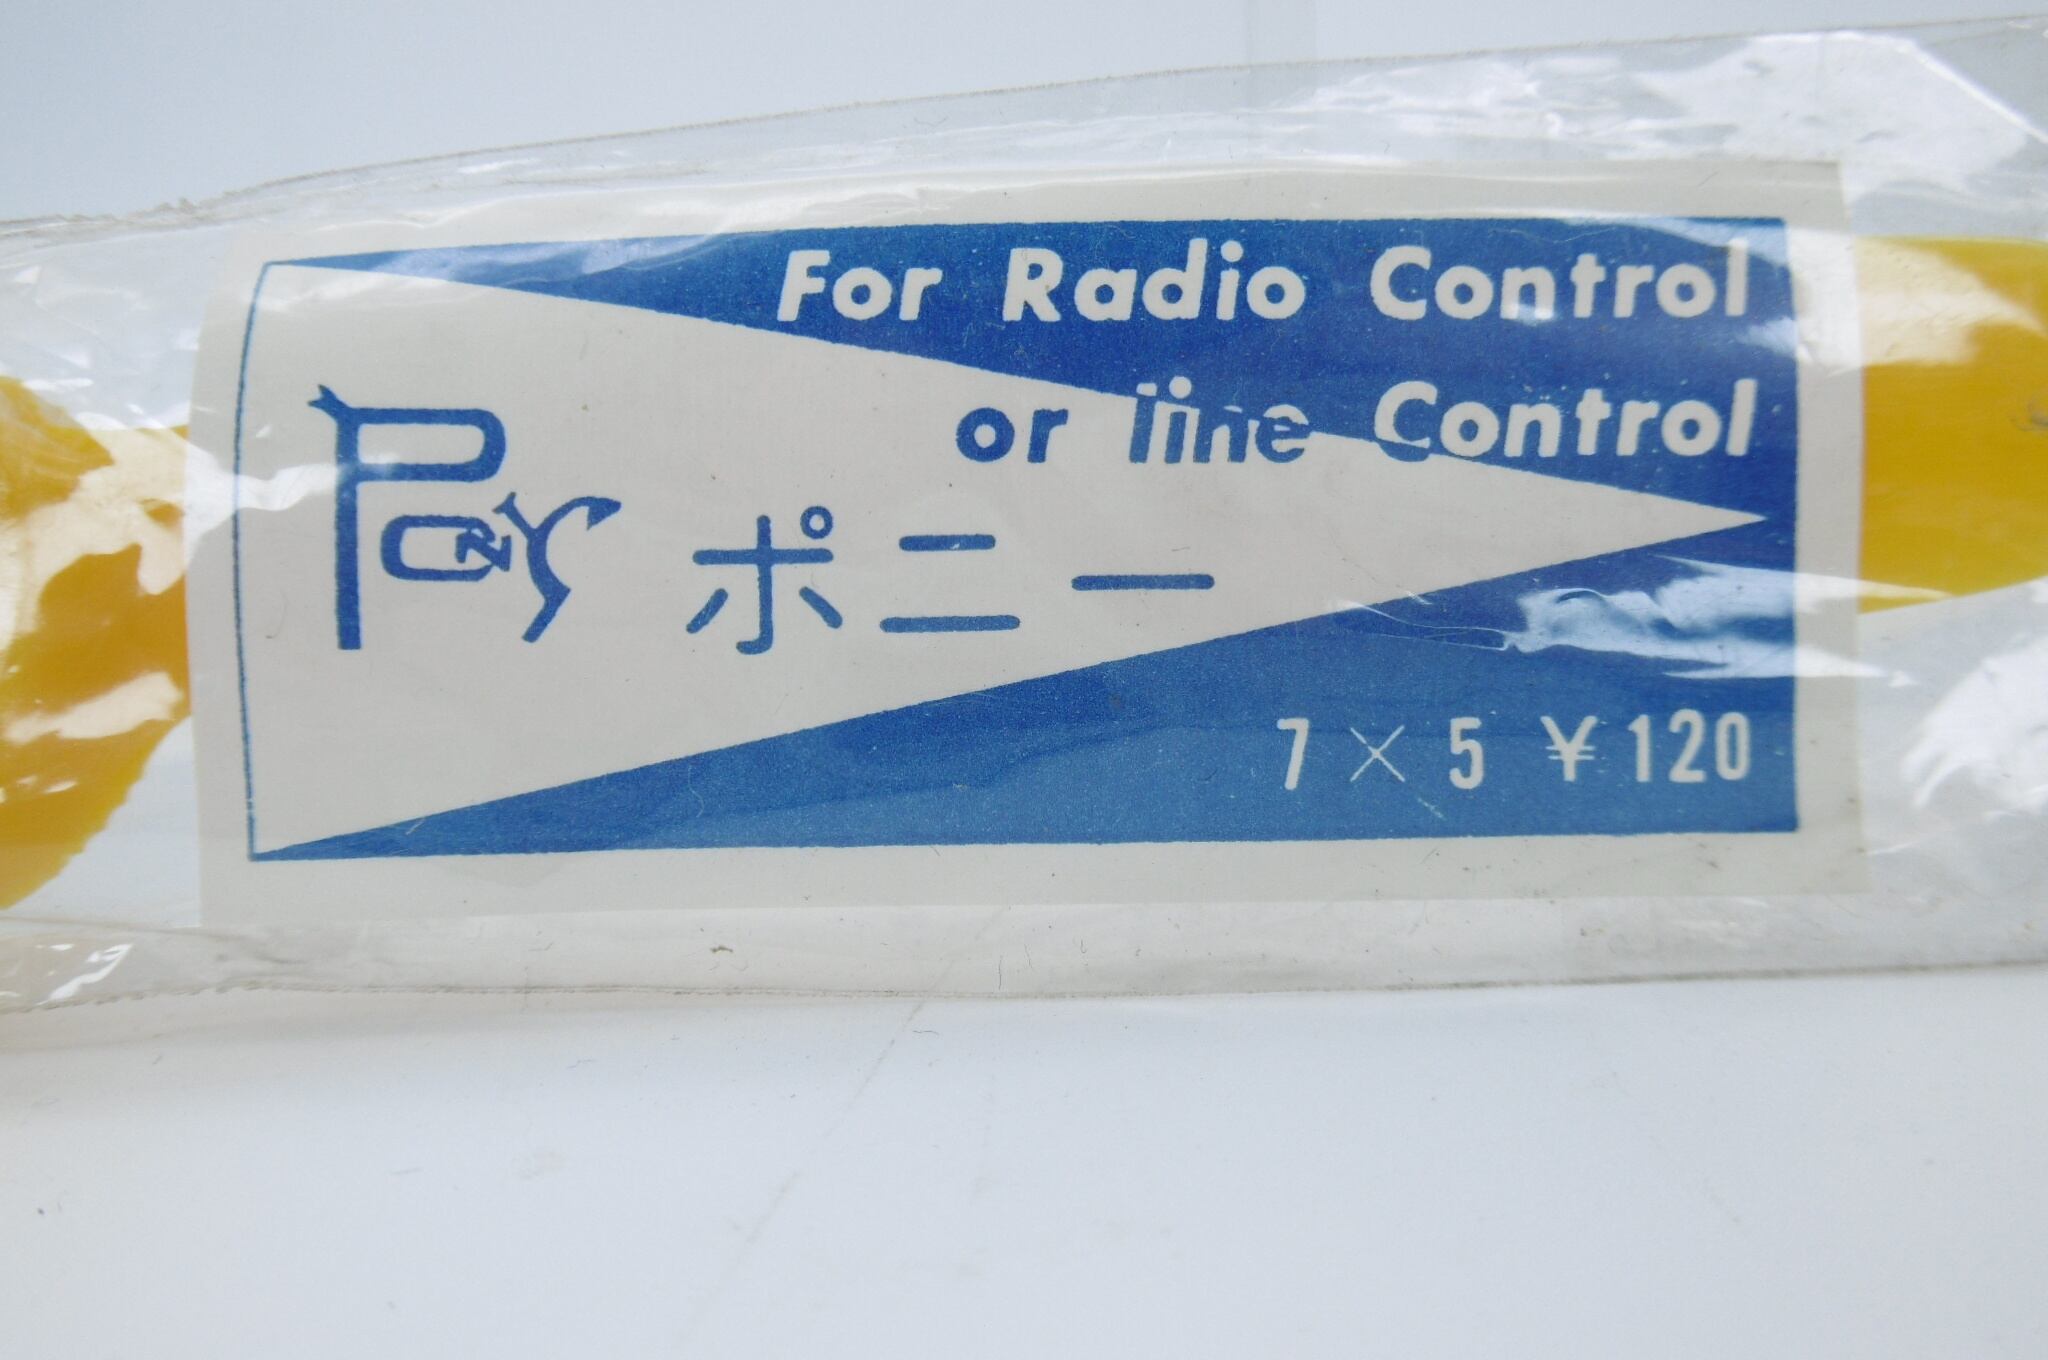 For Radio Control
or line Control
PONY ポニー
7 × 5 ¥120